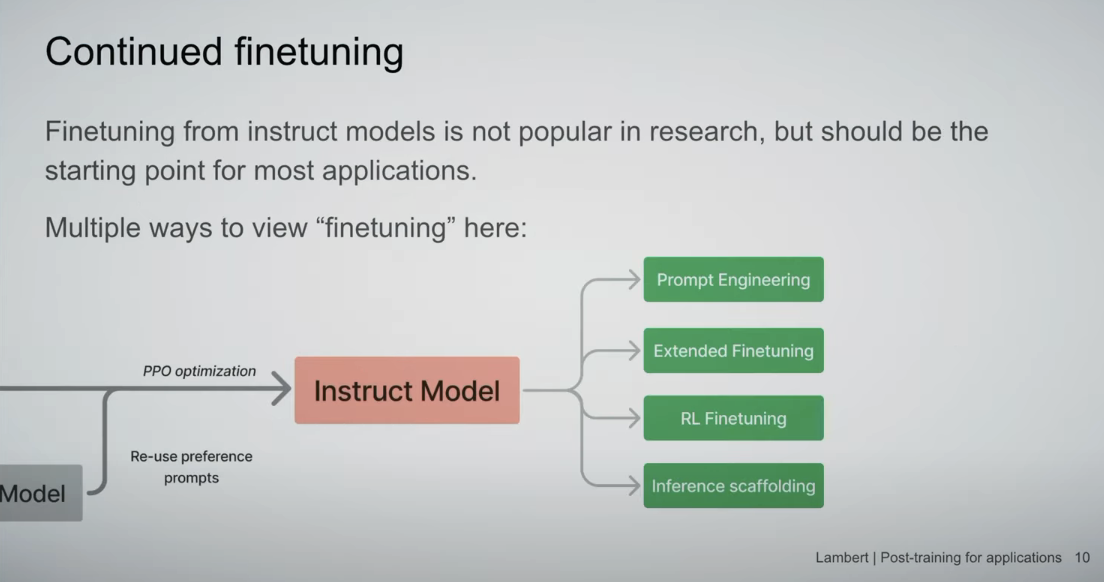 Continued finetuning
Finetuning from instruct models is not popular in research, but should be the
starting point for most applications.
Multiple ways to view “finetuning” here:
PPO optimization
Re-use preference
prompts
Model
Instruct Model
Prompt Engineering
Extended Finetuning
RL Finetuning
Inference scaffolding
Lambert | Post-training for applications 10